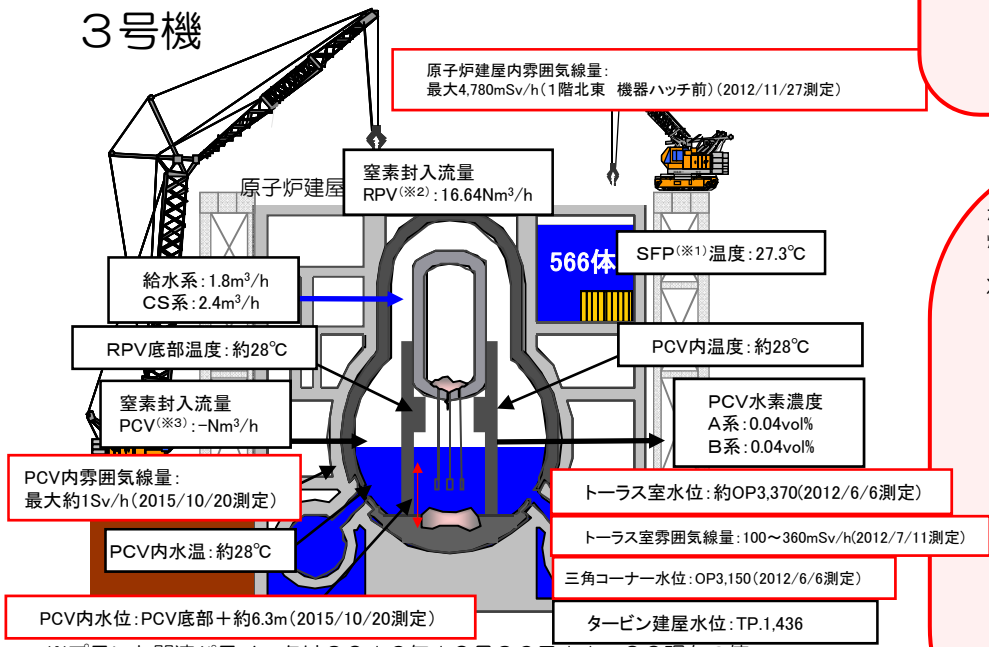 ３号機
原子炉建屋内雰囲気線量：
最大4,780mSv/h（１階北東　機器ハッチ前）（2012/11/27測定）
原子炉建屋
窒素封入流量
RPV(※2)：16.64Nm3/h
566体
SFP(※1)温度：27.3℃
給水系：1.8m3/h
CS系：2.4m3/h
RPV底部温度：約28℃
PCV内温度：約28℃
窒素封入流量
PCV(※3)：-Nm3/h
PCV水素濃度
A系：0.04vol%
B系：0.04vol%
PCV内雰囲気線量：
最大約1Sv/h（2015/10/20測定）
トーラス室水位：約OP3,370（2012/6/6測定）
トーラス室雰囲気線量：100～360mSv/h（2012/7/11測定）
PCV内水温：約28℃
三角コーナー水位：OP3,150（2012/6/6測定）
PCV内水位：PCV底部＋約6.3m（2015/10/20測定）
タービン建屋水位：TP.1,436